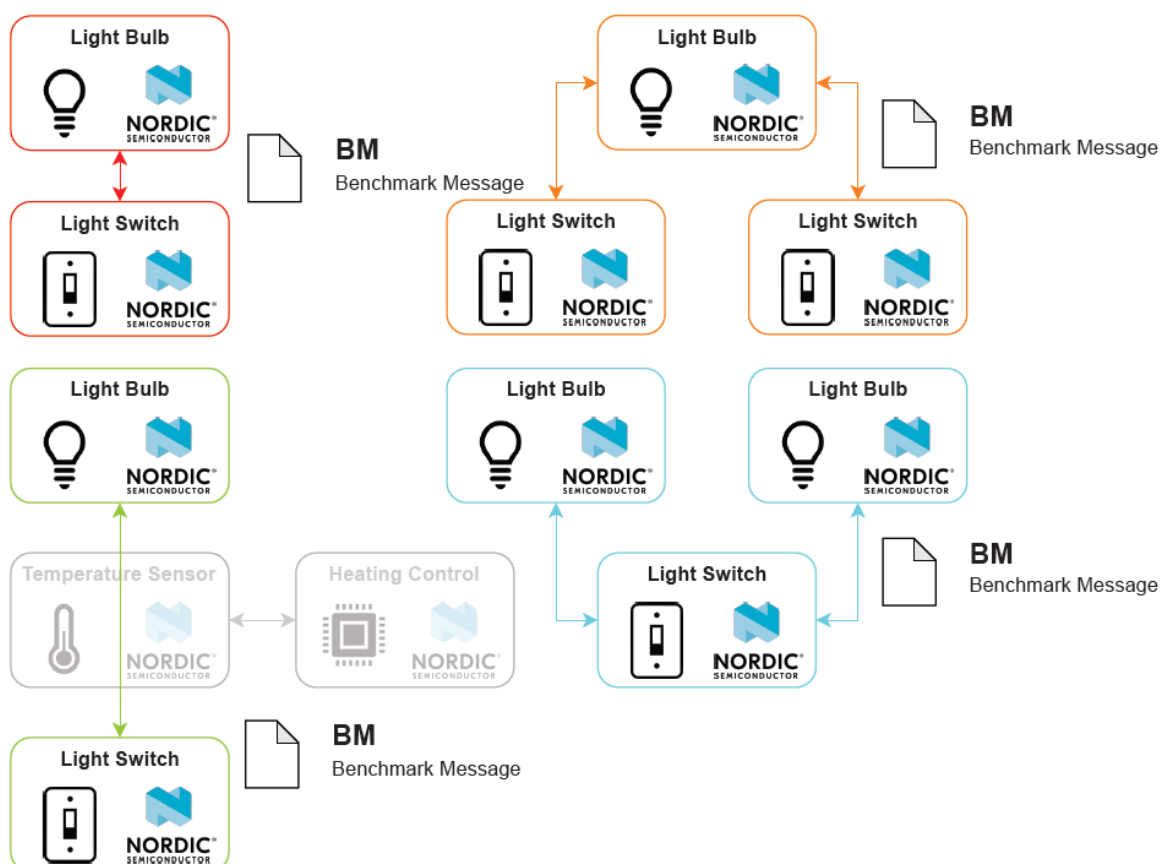 Light Bulb
NORDIC®
SEMICONDUCTOR
BM
Benchmark Message
Light Switch
NORDIC®
SEMICONDUCTOR
Light Bulb
NORDIC®
SEMICONDUCTOR
BM
Benchmark Message
Light Switch
NORDIC®
SEMICONDUCTOR
Light Switch
NORDIC®
SEMICONDUCTOR
Light Bulb
NORDIC®
SEMICONDUCTOR
Temperature Sensor
NORDIC®
SEMICONDUCTOR
Heating Control
NORDIC®
SEMICONDUCTOR
Light Switch
NORDIC®
BM
Benchmark Message
Light Bulb
NORDIC®
SEMICONDUCTOR
Light Bulb
NORDIC®
SEMICONDUCTOR
Light Switch
NORDIC®
SEMICONDUCTOR
BM
Benchmark Message